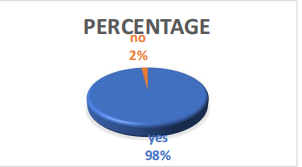 PERCENTAGE
no
2%
yes
98%